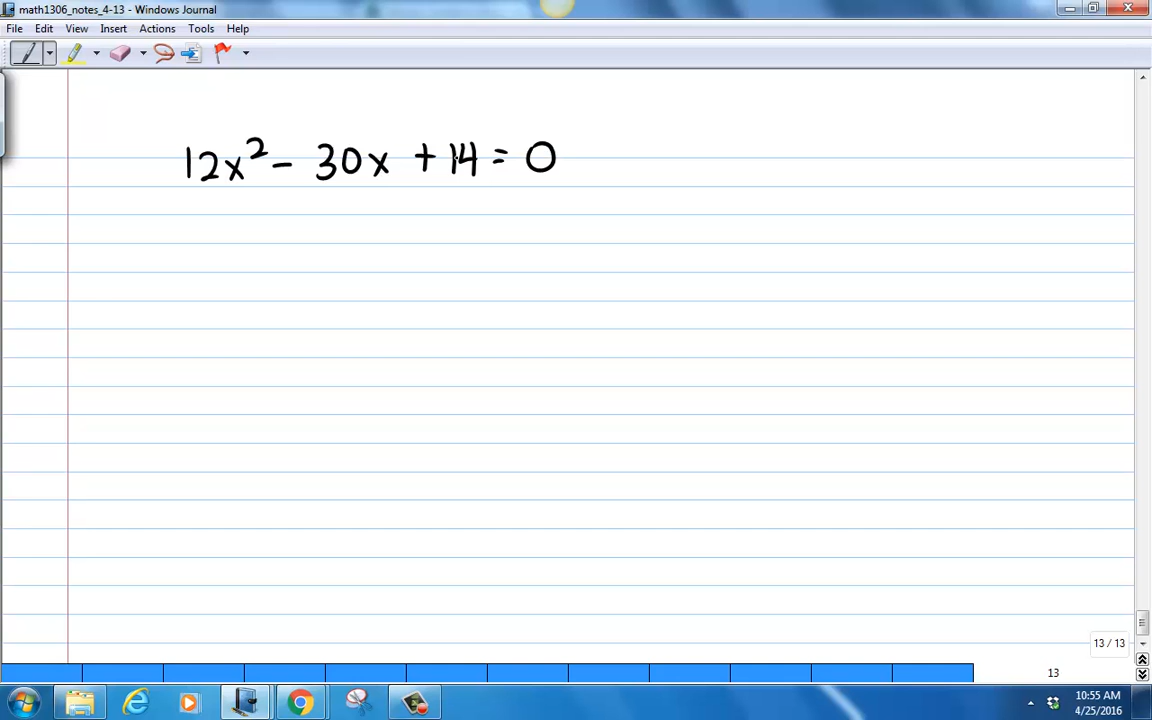 math1306_notes_4-13 - Windows Journal
File Edit View Insert Actions Tools Help
12x² - 30x + 14 = 0
13 / 13
13
10:55 AM
4/25/2016